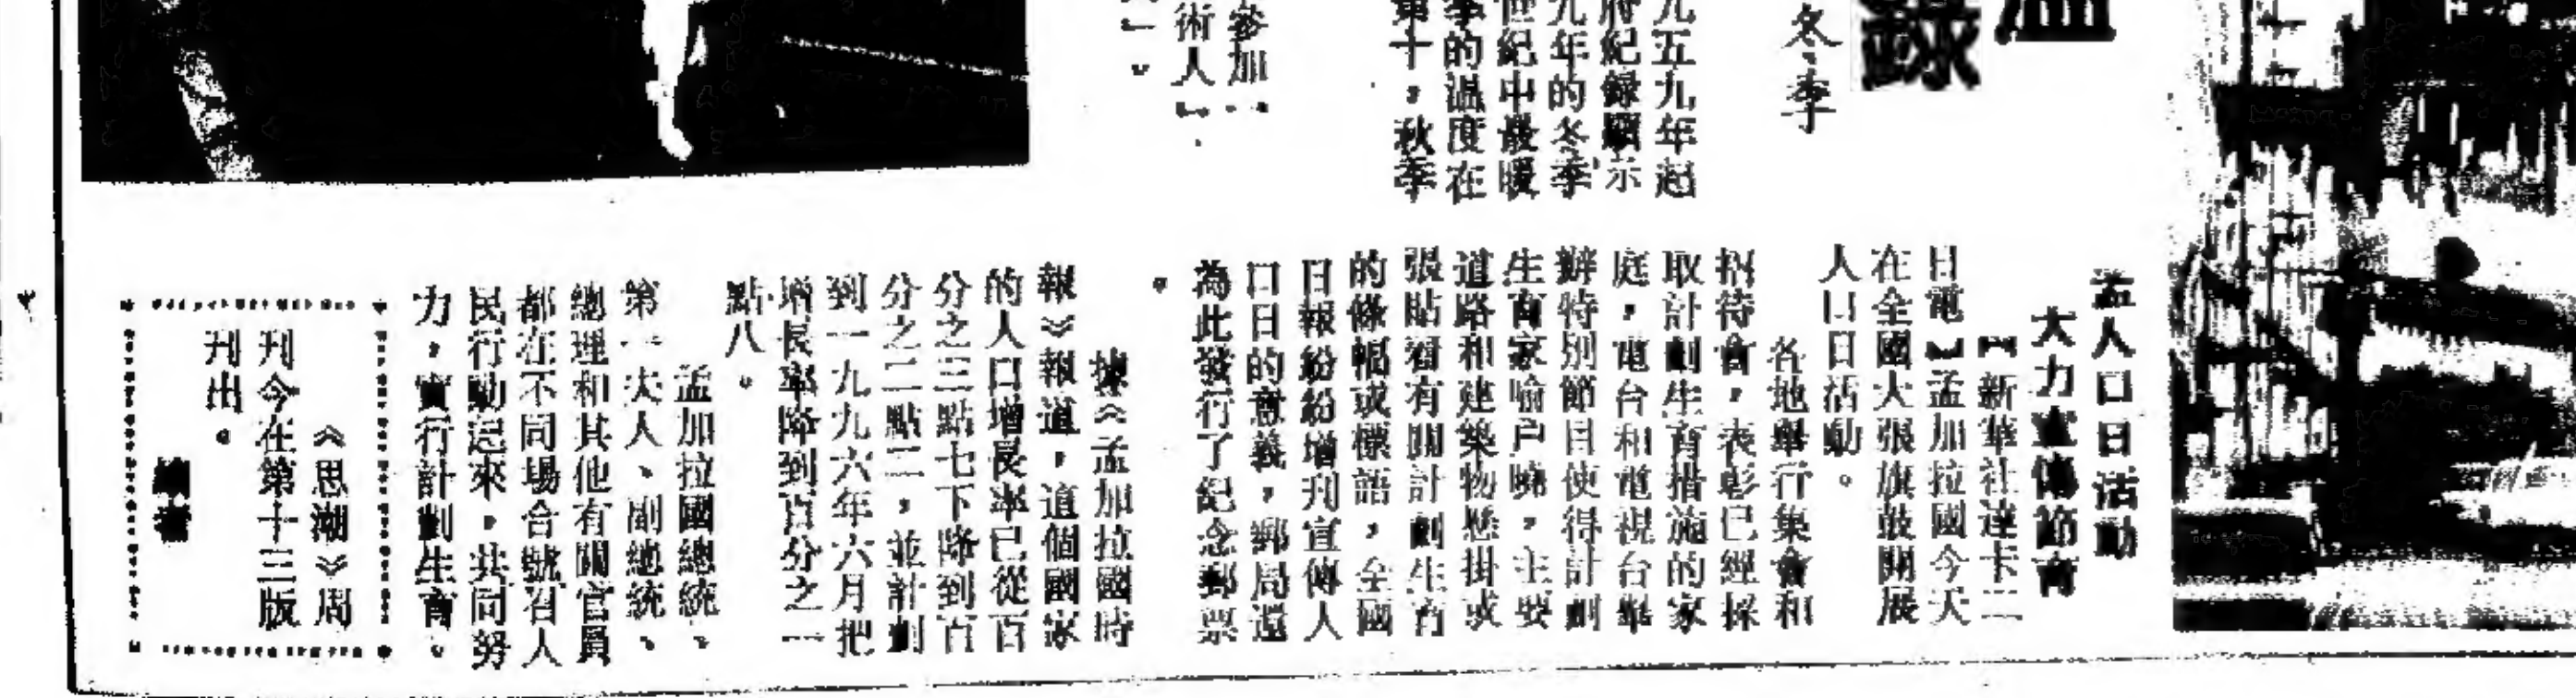 錄
冬季
九五九年起
府紀錄顯示
九年的冬季
世紀中最暖
季的溫度在
第十，秋季
參加
術人
孟人口日活動
大力宣傳節育
【新華社達卡二
日電】孟加拉國今天
在全國大張旗鼓開展
人口日活動。
各地舉行集會和
招待會，表彰已經採
取計劃生育措施的家
庭，電台和電視台舉
辦特別節目使得計劃
生育家喻戶曉，主要
道路和建築物懸掛或
張貼着有關計劃生育
的條幅或標語，全國
日報紛紛增刊宣傳人
口日的意義，郵局還
為此發行了紀念郵票
。
據《孟加拉國時
報》報道，這個國家
的人口增長率已從百
分之三點七下降到百
分之二點二，並計劃
到一九九六年六月把
增長率降到百分之一
點八。
孟加拉國總統、
第一夫人、副總統、
總理和其他有關官員
都在不同場合號召人
民行動起來，共同努
力，實行計劃生育。
《思潮》周
刊今在第十三版
刊出。
編者